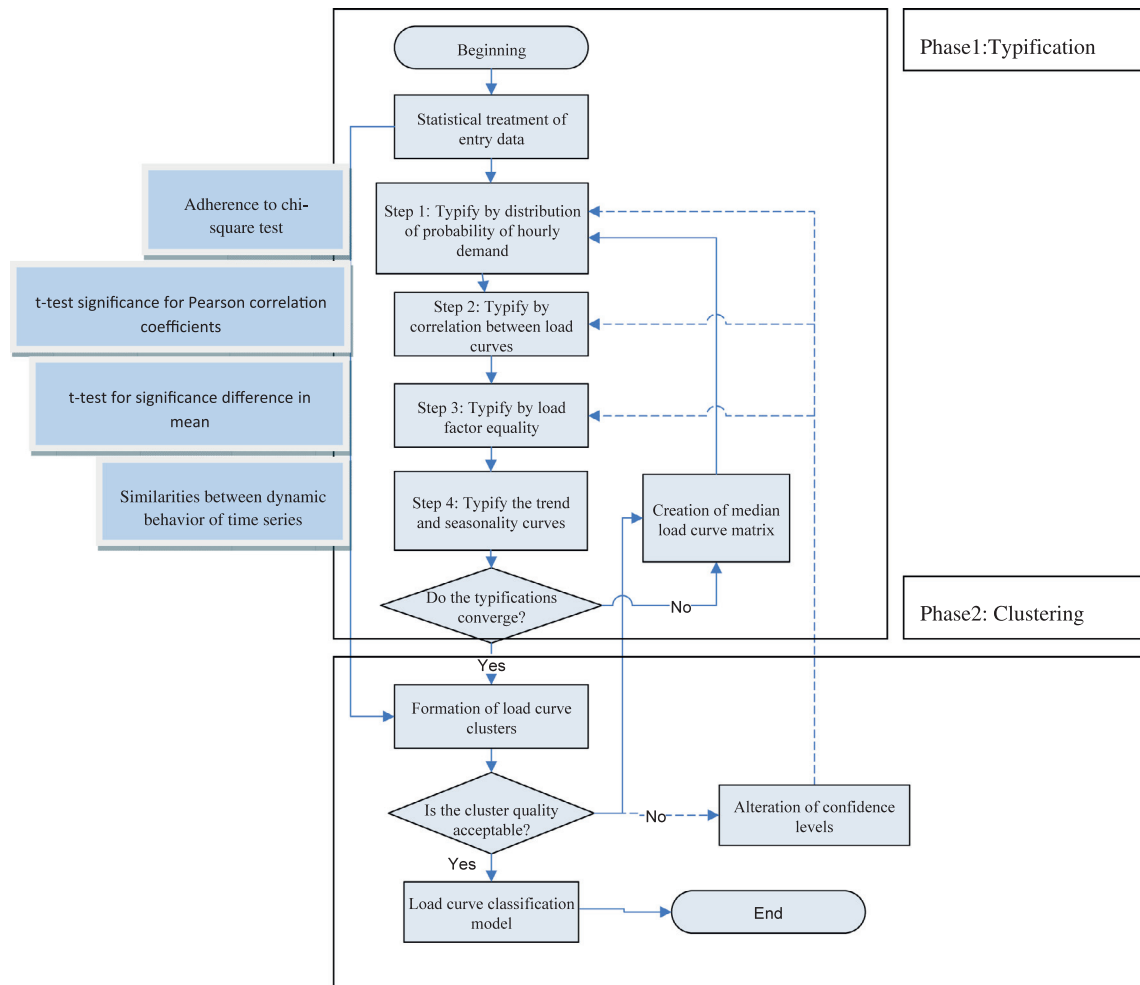 Beginning
Phase1:Typification
Statistical treatment of
entry data
Adherence to chi-
square test
Step 1: Typify by distribution
of probability of hourly
demand
t-test significance for Pearson correlation
coefficients
Step 2: Typify by
correlation between load
curves
t-test for significance difference in
mean
Step 3: Typify by load
factor equality
Similarities between dynamic
behavior of time series
Step 4: Typify the trend
and seasonality curves
Creation of median
load curve matrix
Do the typifications
converge?
No
Phase2: Clustering
Yes
Formation of load curve
clusters
Is the cluster quality
acceptable?
No
Alteration of confidence
levels
Yes
Load curve classification
model
End